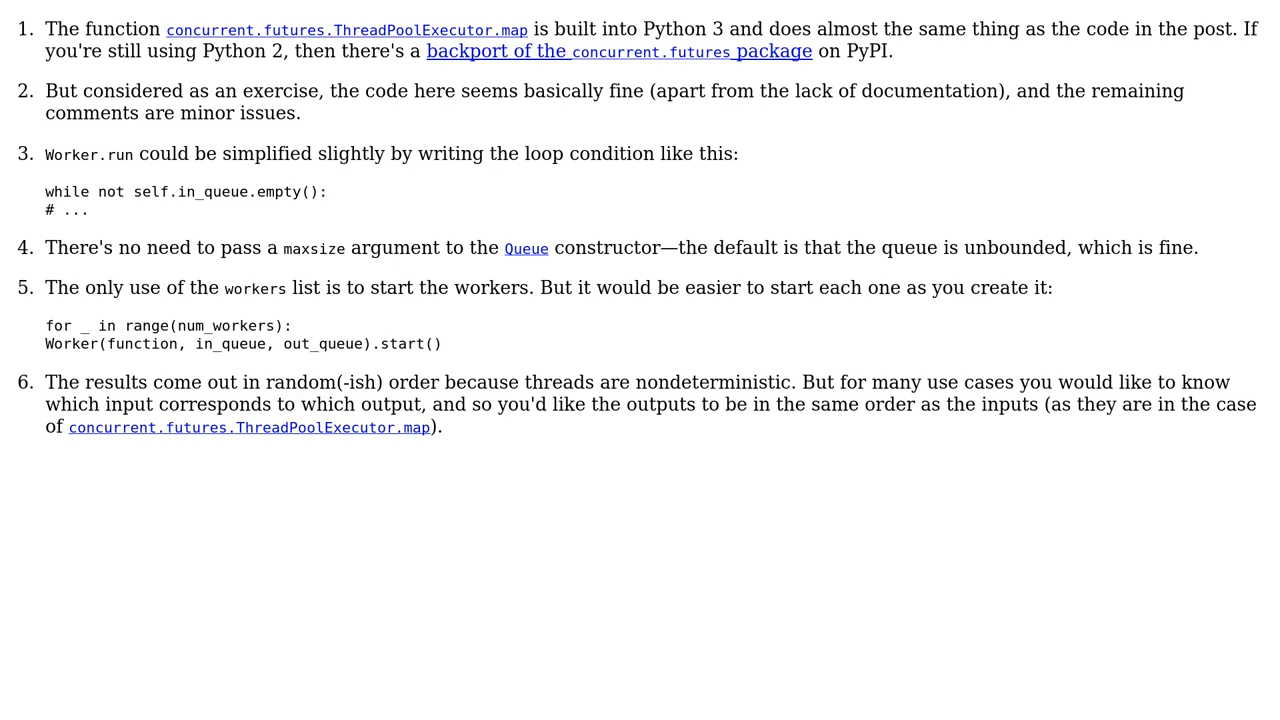 1. The function concurrent.futures.ThreadPoolExecutor.map is built into Python 3 and does almost the same thing as the code in the post. If
you're still using Python 2, then there's a backport of the concurrent.futures package on PyPI.
2. But considered as an exercise, the code here seems basically fine (apart from the lack of documentation), and the remaining
comments are minor issues.
3. Worker.run could be simplified slightly by writing the loop condition like this:
while not self.in_queue.empty():
# ...
4. There's no need to pass a maxsize argument to the Queue constructor—the default is that the queue is unbounded, which is fine.
5. The only use of the workers list is to start the workers. But it would be easier to start each one as you create it:
for _ in range(num_workers):
Worker(function, in_queue, out_queue).start()
6. The results come out in random(-ish) order because threads are nondeterministic. But for many use cases you would like to know
which input corresponds to which output, and so you'd like the outputs to be in the same order as the inputs (as they are in the case
of concurrent.futures.ThreadPoolExecutor.map).